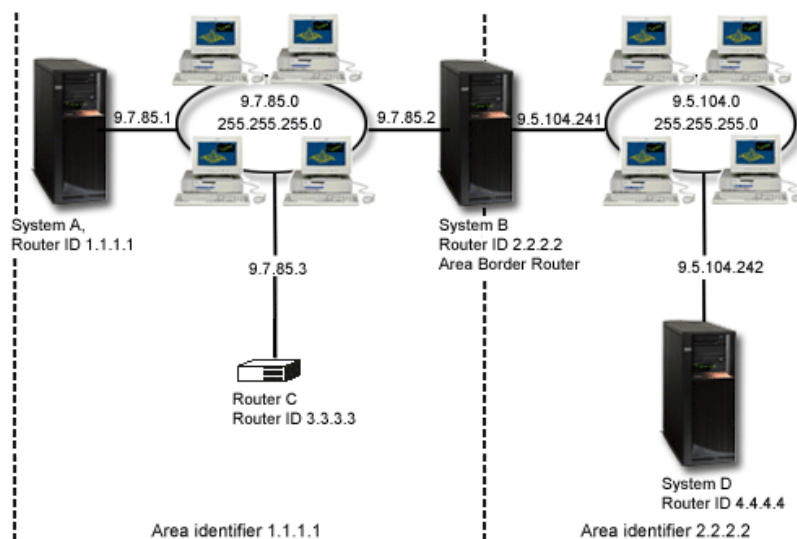 9.7.85.1
9.7.85.0
255.255.255.0
9.7.85.2
9.5.104.241
9.5.104.0
255.255.255.0
System A,
Router ID 1.1.1.1
System B
Router ID 2.2.2.2
Area Border Router
9.7.85.3
9.5.104.242
Router C
Router ID 3.3.3.3
System D
Router ID 4.4.4.4
Area identifier 1.1.1.1
Area identifier 2.2.2.2